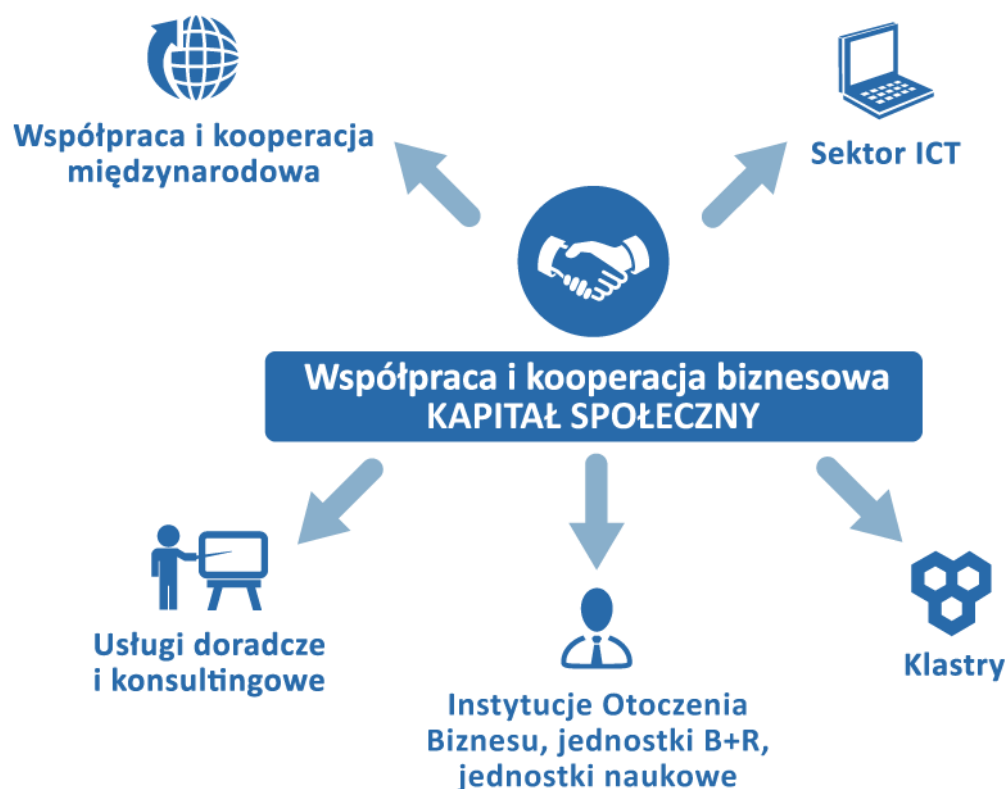 Współpraca i kooperacja
międzynarodowa
Sektor ICT
Współpraca i kooperacja biznesowa
KAPITAŁ SPOŁECZNY
Usługi doradcze
i konsultingowe
Instytucje Otoczenia
Biznesu, jednostki B+R,
jednostki naukowe
Klastry